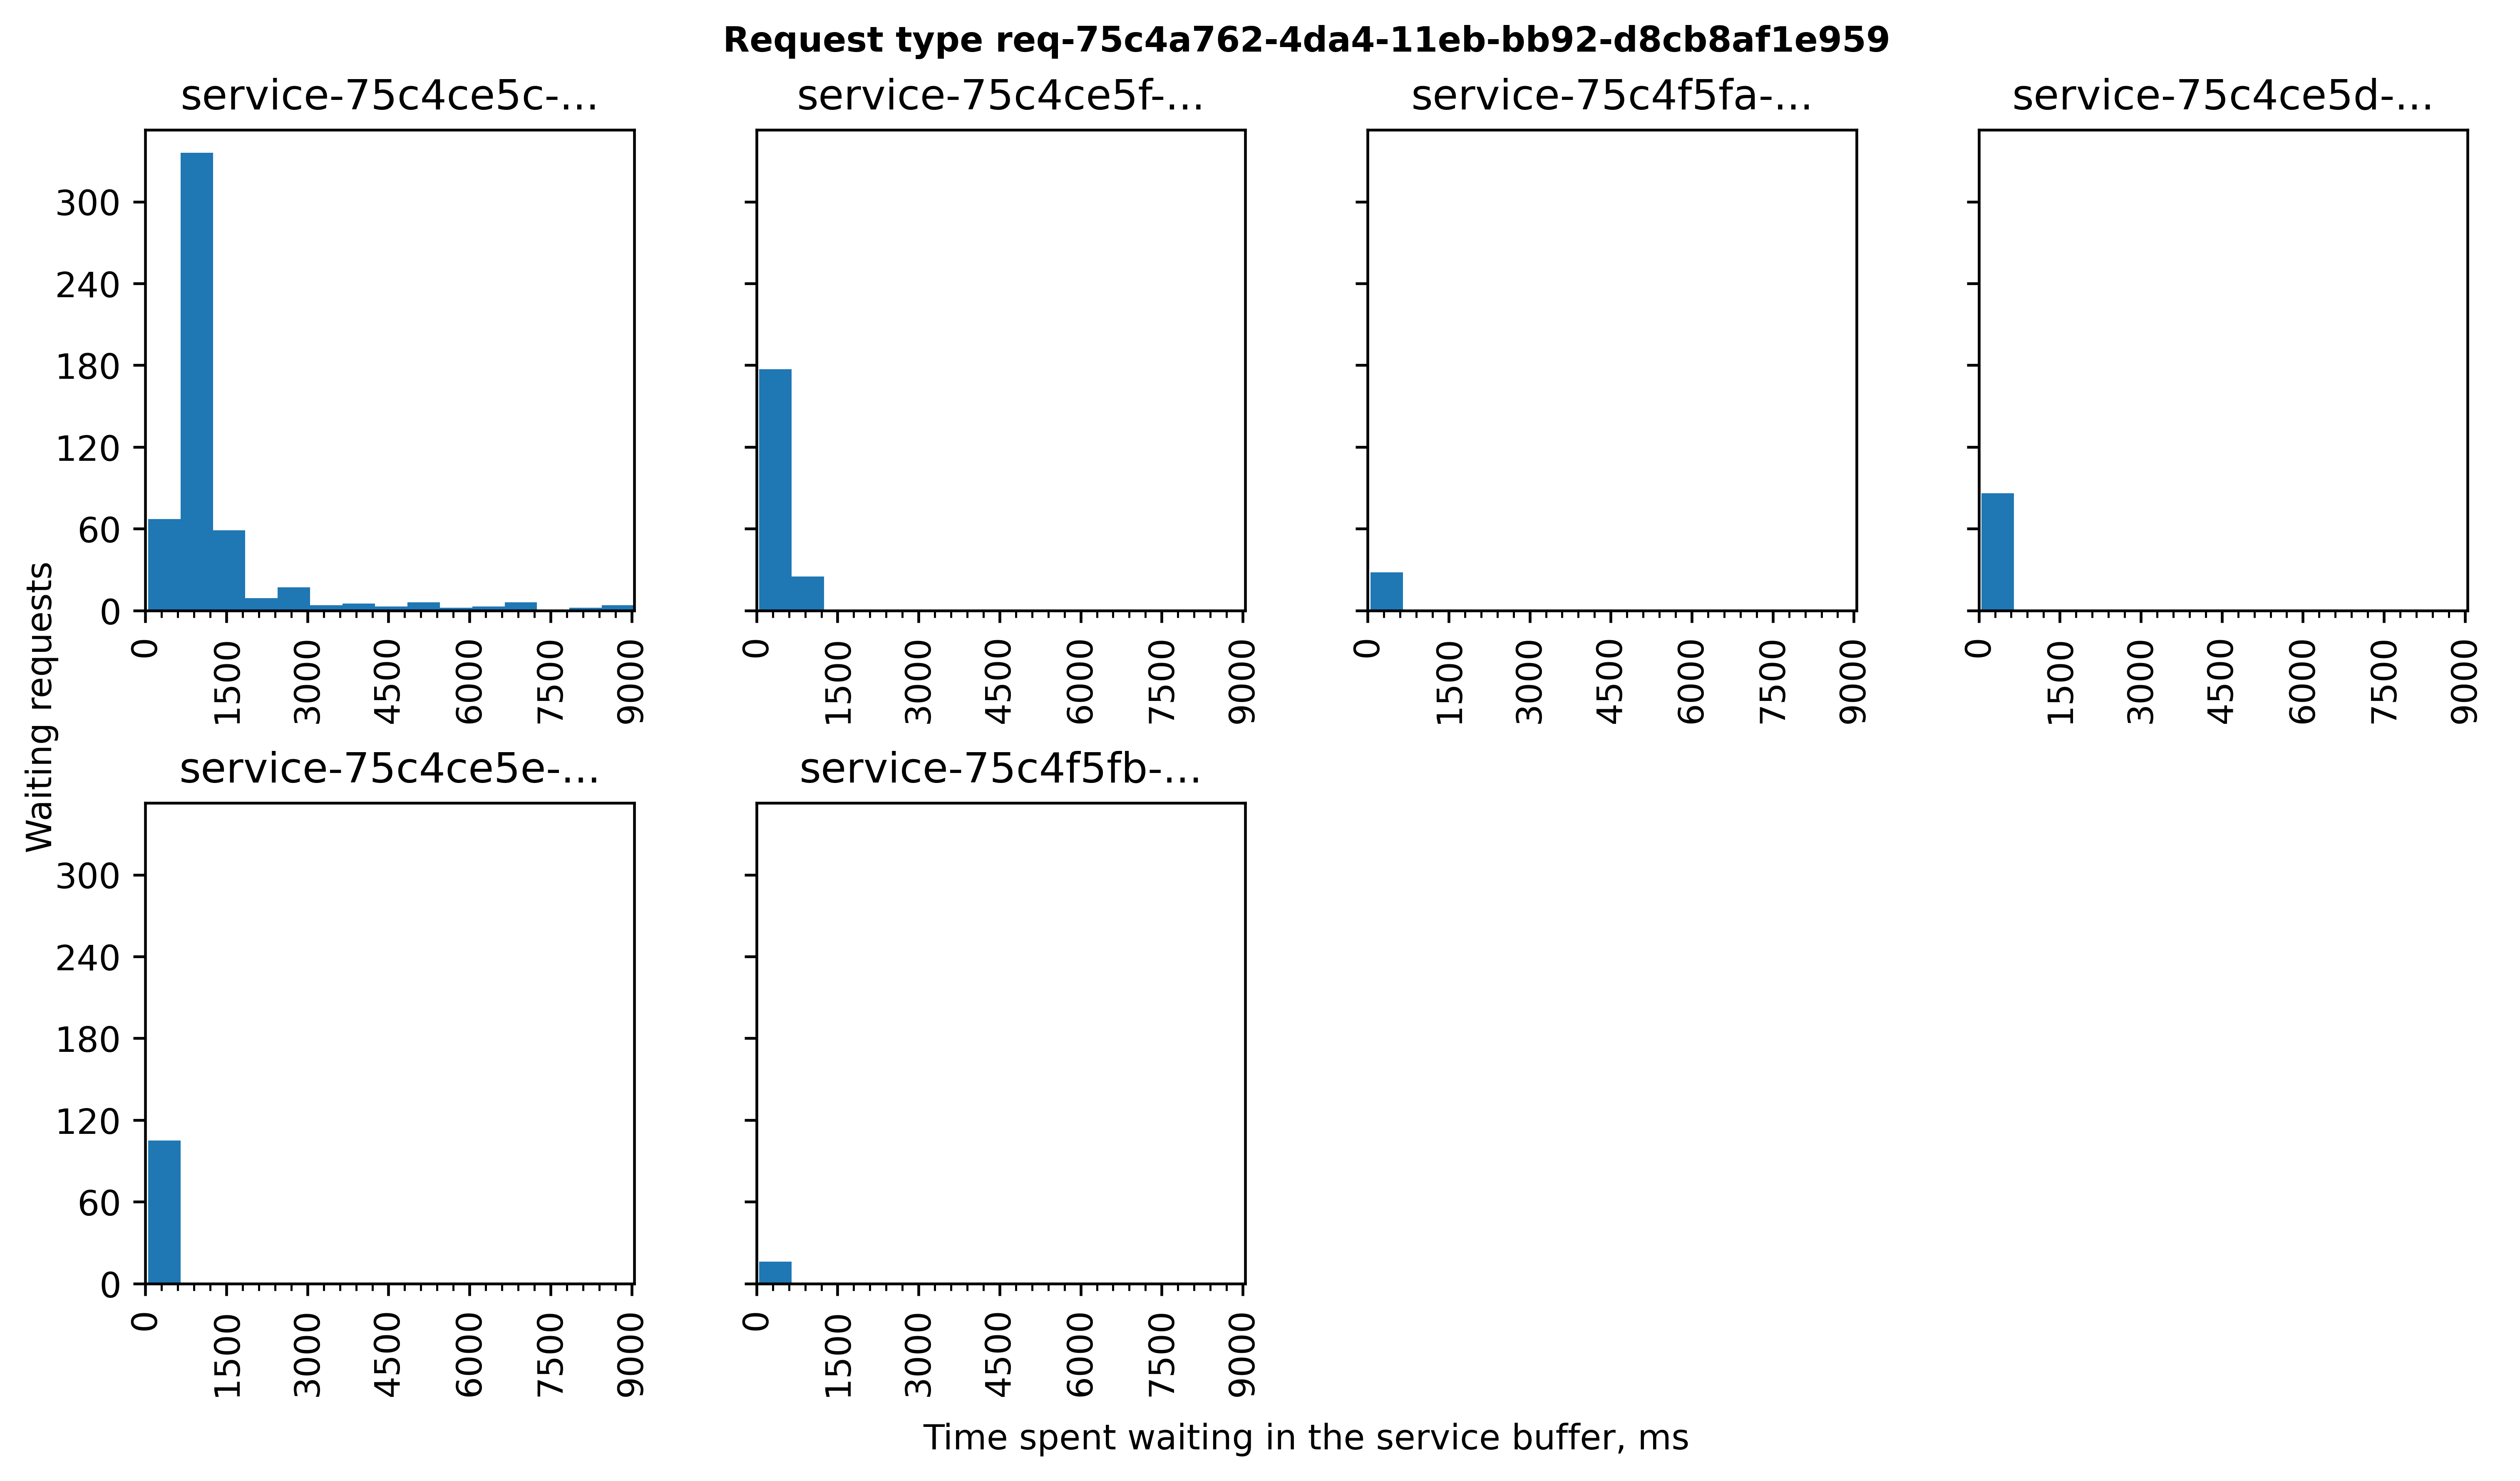 Request type req-75c4a762-4da4-11eb-bb92-d8cb8af1e959
service-75c4ce5c-...
service-75c4ce5f-...
service-75c4f5fa-...
service-75c4ce5d-...
300
240
180
120
60
0
0 1500 3000 4500 6000 7500 9000
0 1500 3000 4500 6000 7500 9000
0 1500 3000 4500 6000 7500 9000
0 1500 3000 4500 6000 7500 9000
Waiting requests
service-75c4ce5e-...
service-75c4f5fb-...
300
240
180
120
60
0
0 1500 3000 4500 6000 7500 9000
0 1500 3000 4500 6000 7500 9000
Time spent waiting in the service buffer, ms